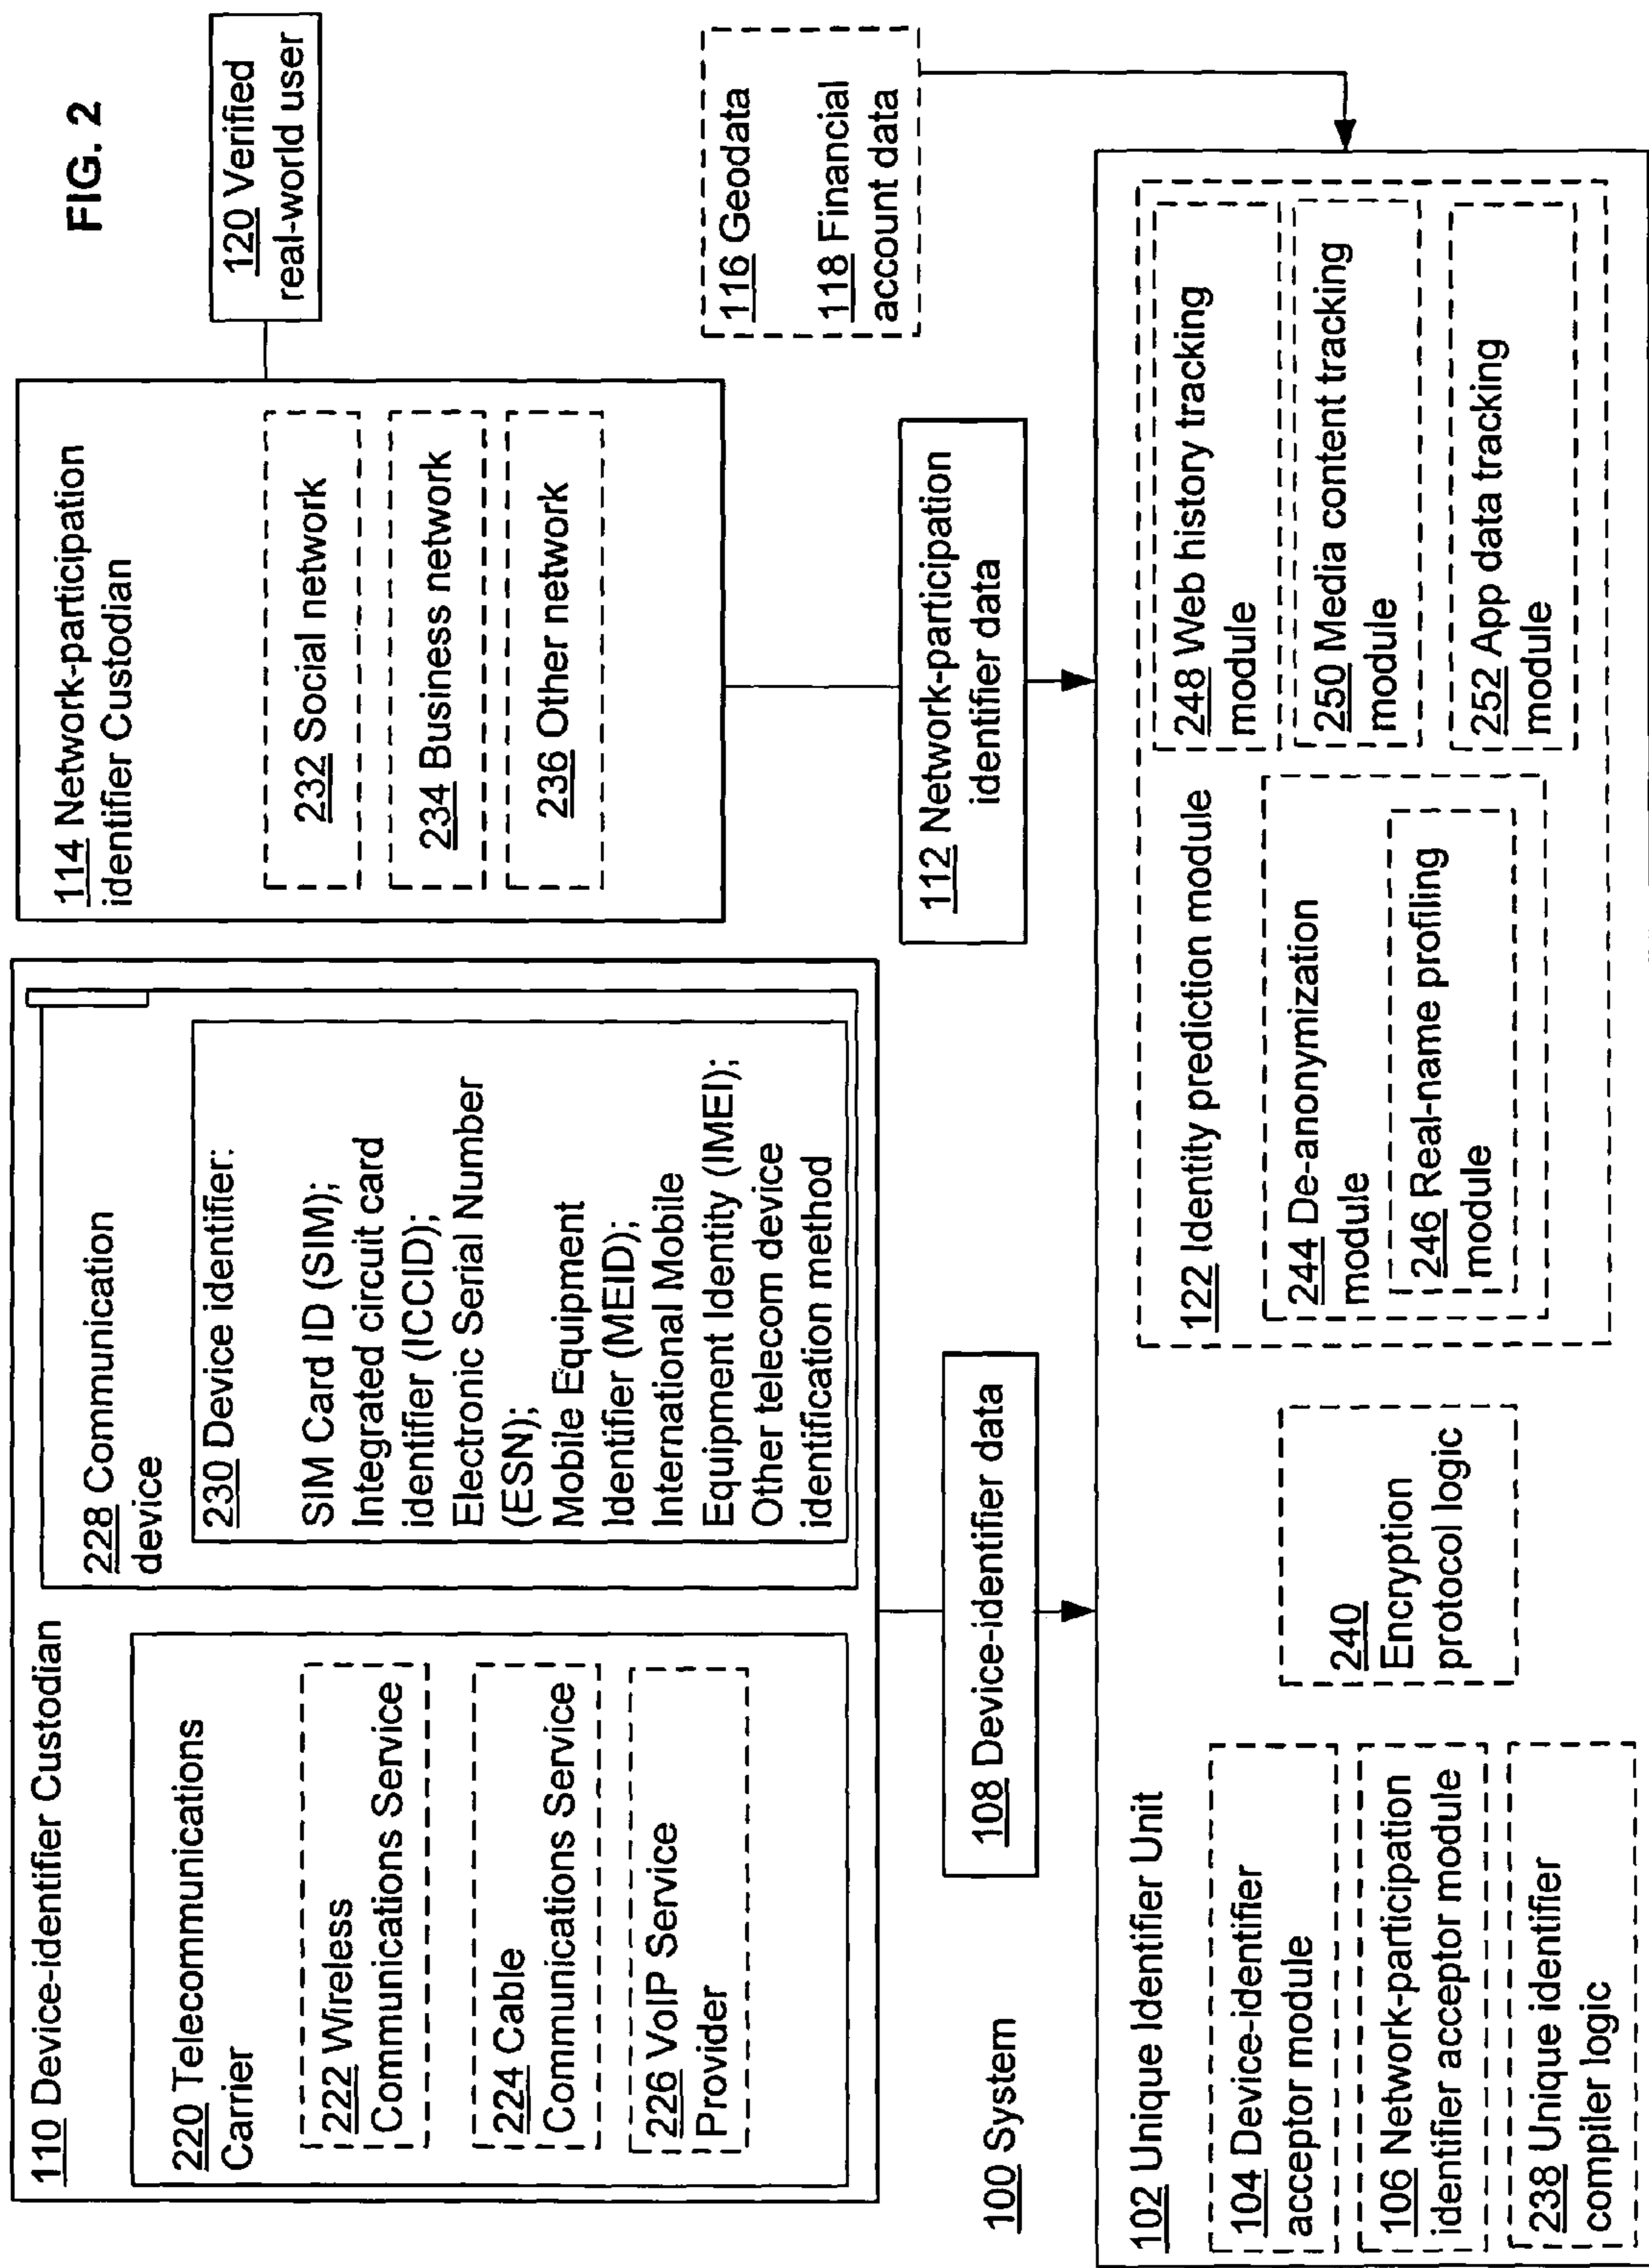 FIG. 2
110 Device-identifier Custodian
220 Telecommunications
Carrier
222 Wireless
Communications Service
224 Cable
Communications Service
226 VoIP Service
Provider
228 Communication
device
230 Device identifier:
SIM Card ID (SIM);
Integrated circuit card
identifier (ICCID);
Electronic Serial Number
(ESN);
Mobile Equipment
Identifier (MEID);
International Mobile
Equipment Identity (IMEI);
Other telecom device
identification method
114 Network-participation
identifier Custodian
232 Social network
234 Business network
236 Other network
120 Verified
real-world user
116 Geodata
118 Financial
account data
100 System
108 Device-identifier data
112 Network-participation
identifier data
102 Unique Identifier Unit
104 Device-identifier
acceptor module
106 Network-participation
identifier acceptor module
238 Unique identifier
compiler logic
240
Encryption
protocol logic
122 Identity prediction module
244 De-anonymization
module
246 Real-name profiling
module
248 Web history tracking
module
250 Media content tracking
module
252 App data tracking
module